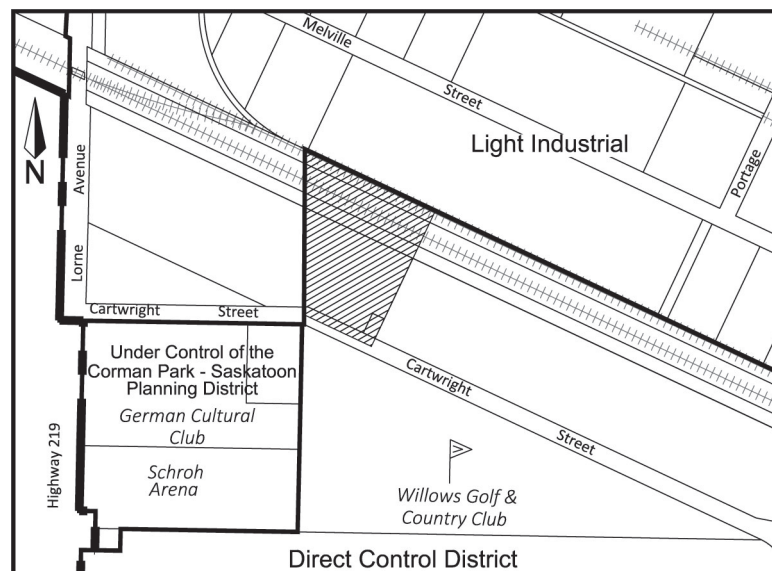 Melville
Street
Light Industrial
Portage
N
Avenue
Lorne
Cartwright Street
Under Control of the
Corman Park - Saskatoon
Planning District
German Cultural
Club
Cartwright
Street
Highway 219
Schroh
Arena
Willows Golf &
Country Club
Direct Control District